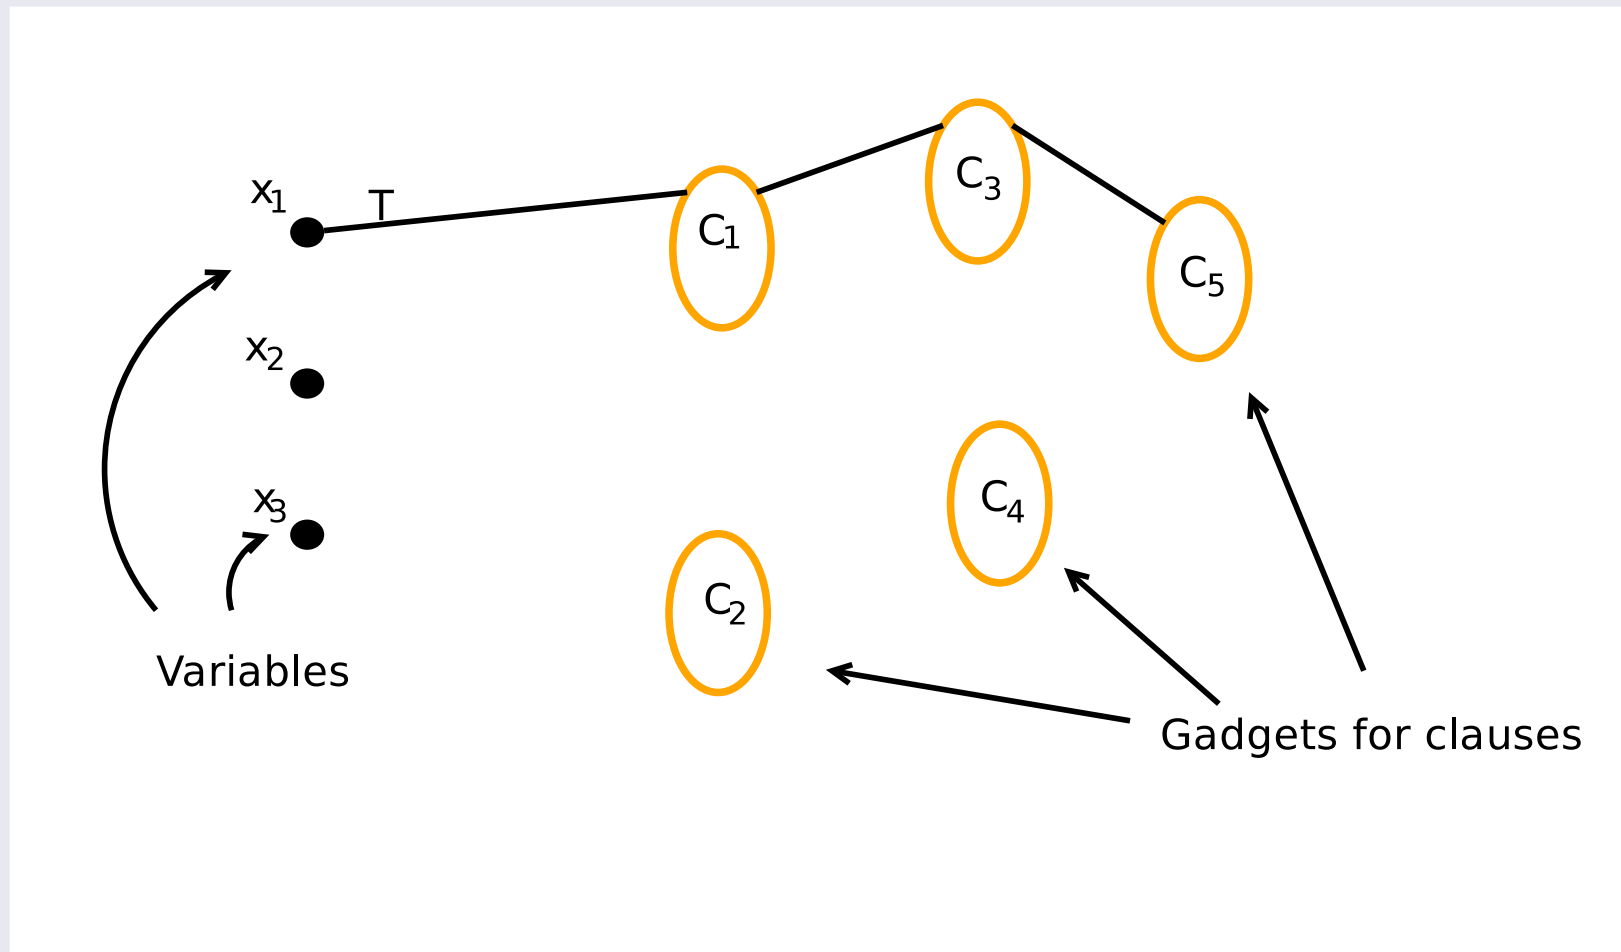 x₁
T
C₁
C₃
C₅
x₂
x₃
C₄
C₂
Variables
Gadgets for clauses